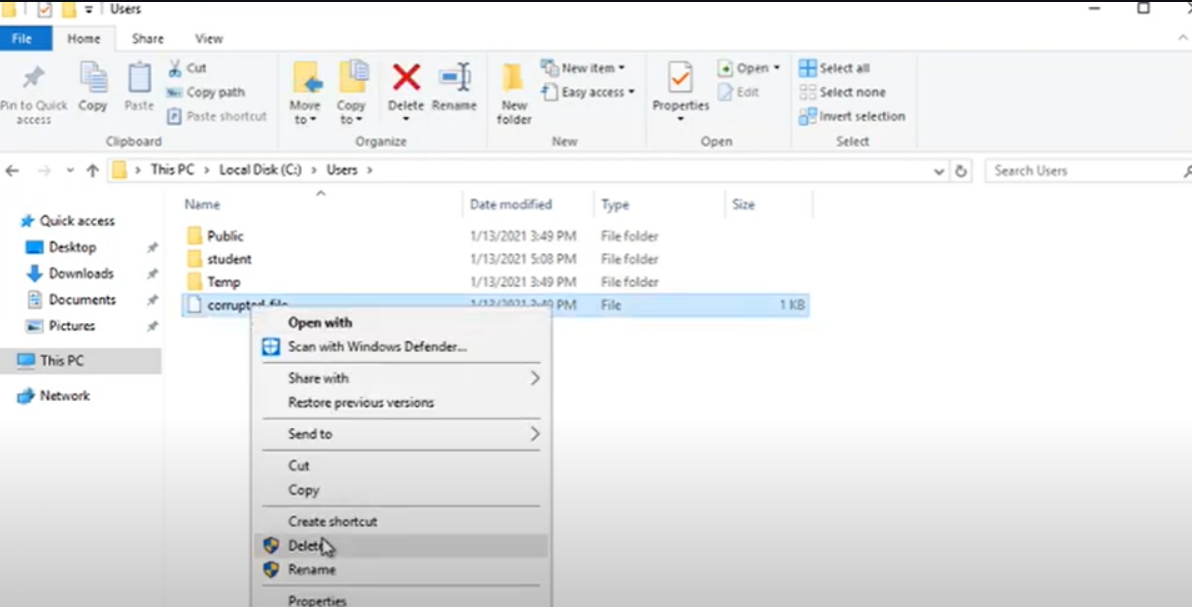 Users
File Home Share View
Pin to Quick access
Copy
Paste
Cut
Copy path
Paste shortcut
Clipboard
Move to
Copy to
Delete
Rename
Organize
New folder
New item
Easy access
New
Properties
Open
Edit
Open
Select all
Select none
Invert selection
Select
This PC > Local Disk (C:) > Users >
Search Users
Quick access
Desktop
Downloads
Documents
Pictures
This PC
Network
Name Date modified Type Size
Public 1/13/2021 3:49 PM File folder
student 1/13/2021 5:08 PM File folder
Temp 1/13/2021 3:49 PM File folder
corrupted_file 1/13/2021 3:49 PM File 1 KB
Open with
Scan with Windows Defender...
Share with
Restore previous versions
Send to
Cut
Copy
Create shortcut
Delete
Rename
Properties